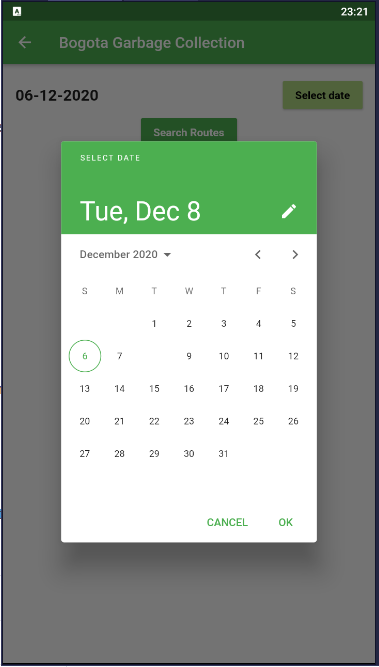 23:21
Bogota Garbage Collection
06-12-2020 Select date
Search Routes
SELECT DATE
Tue, Dec 8
December 2020
S M T W T F S
1 2 3 4 5
6 7 9 10 11 12
13 14 15 16 17 18 19
20 21 22 23 24 25 26
27 28 29 30 31
CANCEL OK